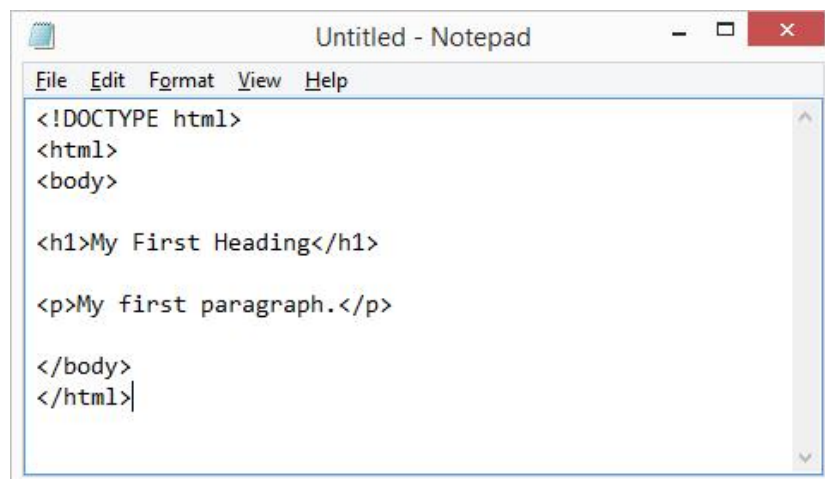 Untitled - Notepad
File Edit Format View Help
<!DOCTYPE html>
<html>
<body>
<h1>My First Heading</h1>
<p>My first paragraph.</p>
</body>
</html>